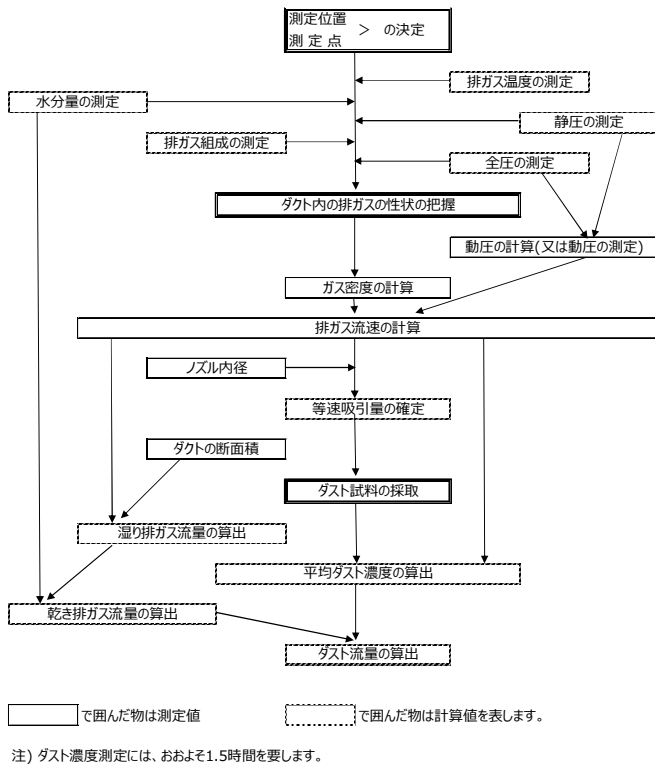 測定位置
測 定 点 ＞ の決定
排ガス温度の測定
水分量の測定
静圧の測定
排ガス組成の測定
全圧の測定
ダクト内の排ガスの性状の把握
動圧の計算(又は動圧の測定)
ガス密度の計算
排ガス流速の計算
ノズル内径
等速吸引量の確定
ダクトの断面積
ダスト試料の採取
湿り排ガス流量の算出
平均ダスト濃度の算出
乾き排ガス流量の算出
ダスト流量の算出
で囲んだ物は測定値
で囲んだ物は計算値を表します。
注) ダスト濃度測定には、おおよそ1.5時間を要します。